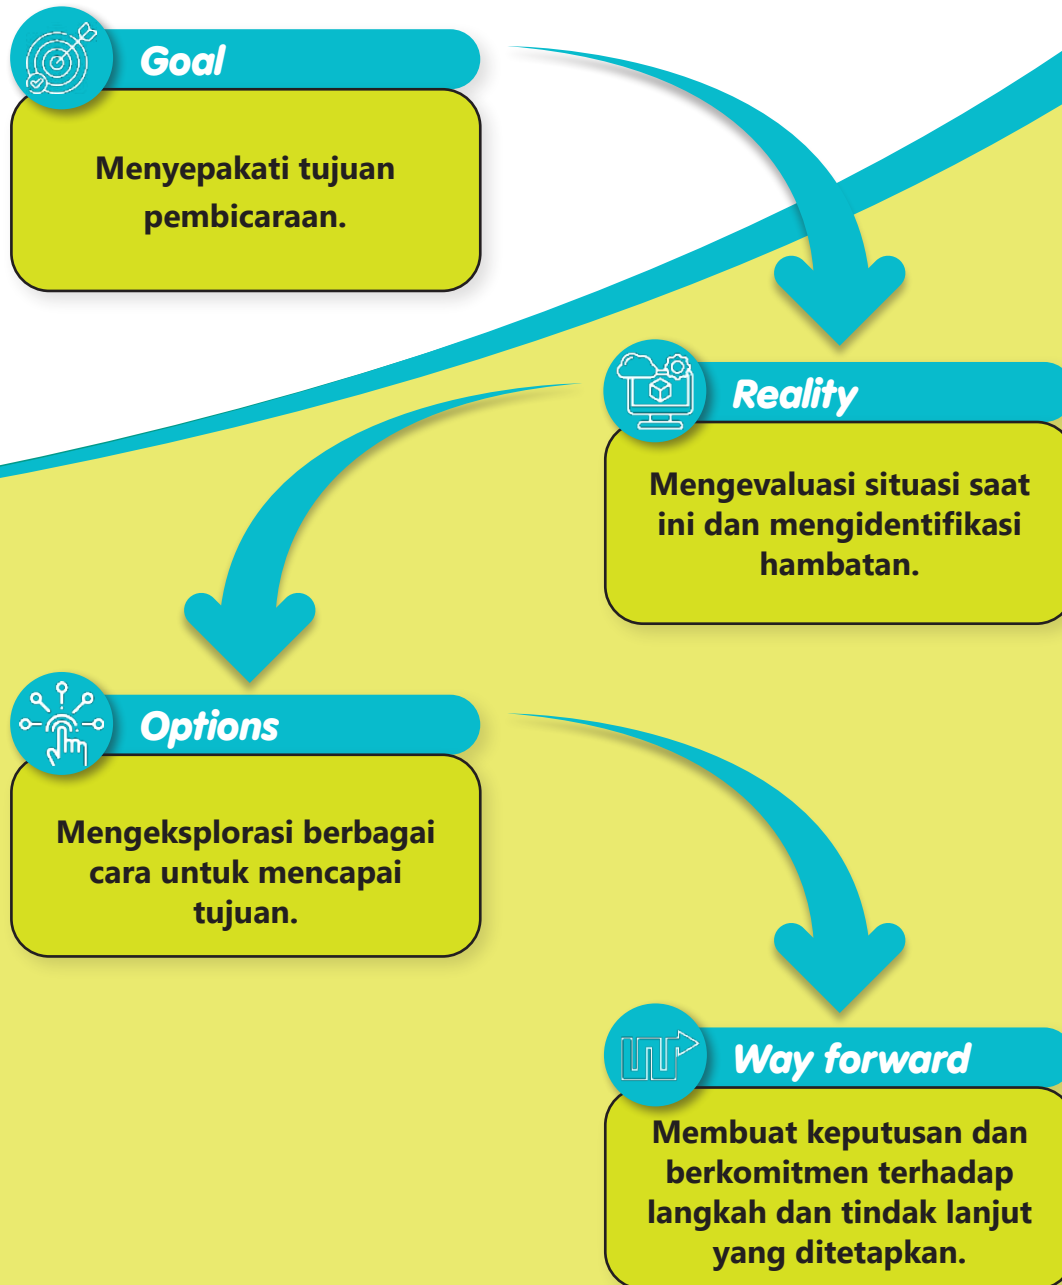 Goal
Menyepakati tujuan
pembicaraan.
Reality
Mengevaluasi situasi saat
ini dan mengidentifikasi
hambatan.
Options
Mengeksplorasi berbagai
cara untuk mencapai
tujuan.
Way forward
Membuat keputusan dan
berkomitmen terhadap
langkah dan tindak lanjut
yang ditetapkan.